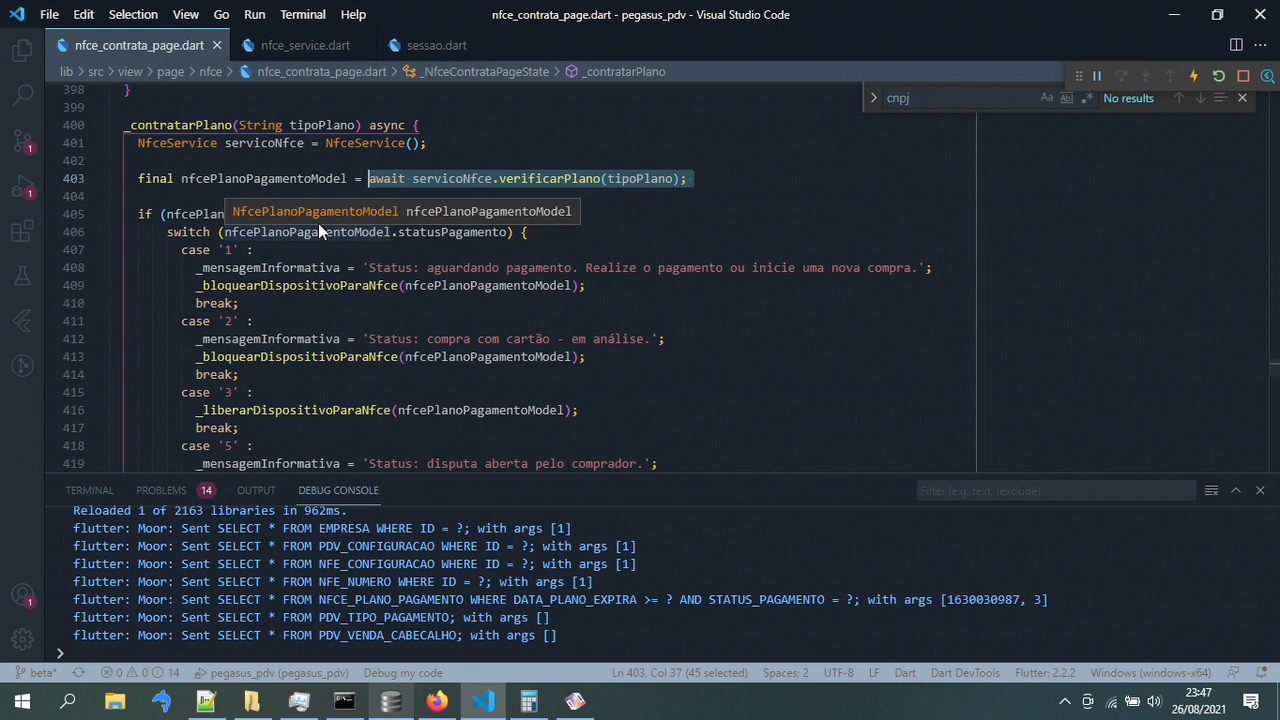 File Edit Selection View Go Run Terminal Help nfce_contrata_page.dart - pegasus_pdv - Visual Studio Code
nfce_contrata_page.dart nfce_service.dart sessao.dart
lib > src > view > page > nfce > nfce_contrata_page.dart > _NfceContrataPageState > _contratarPlano
cnpj Aa Abl .* No results
398 }
399
400 _contratarPlano(String tipoPlano) async {
401 NfceService servicoNfce = NfceService();
402
403 final nfcePlanoPagamentoModel = await servicoNfce.verificarPlano(tipoPlano);
404
NfcePlanoPagamentoModel nfcePlanoPagamentoModel
405 if (nfcePlan
406 switch (nfcePlanoPagamentoModel.statusPagamento) {
407 case '1' :
408 _mensagemInformativa = 'Status: aguardando pagamento. Realize o pagamento ou inicie uma nova compra.';
409 _bloquearDispositivoParaNfce(nfcePlanoPagamentoModel);
410 break;
411 case '2' :
412 _mensagemInformativa = 'Status: compra com cartão - em análise.';
413 _bloquearDispositivoParaNfce(nfcePlanoPagamentoModel);
414 break;
415 case '3' :
416 _liberarDispositivoParaNfce(nfcePlanoPagamentoModel);
417 break;
418 case '5' :
419 _mensagemInformativa = 'Status: disputa aberta pelo comprador.';
TERMINAL PROBLEMS 14 OUTPUT DEBUG CONSOLE Filter (e.g. text, !exclude)
Reloaded 1 of 2163 libraries in 962ms.
flutter: Moor: Sent SELECT * FROM EMPRESA WHERE ID = ?; with args [1]
flutter: Moor: Sent SELECT * FROM PDV_CONFIGURACAO WHERE ID = ?; with args [1]
flutter: Moor: Sent SELECT * FROM NFE_CONFIGURACAO WHERE ID = ?; with args [1]
flutter: Moor: Sent SELECT * FROM NFE_NUMERO WHERE ID = ?; with args [1]
flutter: Moor: Sent SELECT * FROM NFCE_PLANO_PAGAMENTO WHERE DATA_PLANO_EXPIRA >= ? AND STATUS_PAGAMENTO = ?; with args [1630030987, 3]
flutter: Moor: Sent SELECT * FROM PDV_TIPO_PAGAMENTO; with args []
flutter: Moor: Sent SELECT * FROM PDV_VENDA_CABECALHO; with args []
1
1
1
beta* 0 0 14 pegasus_pdv (pegasus_pdv) Debug my code Ln 403, Col 37 (45 selected) Spaces: 2 UTF-8 LF Dart Dart DevTools Flutter: 2.2.2 Windows (windows-x64)
23:47
26/08/2021